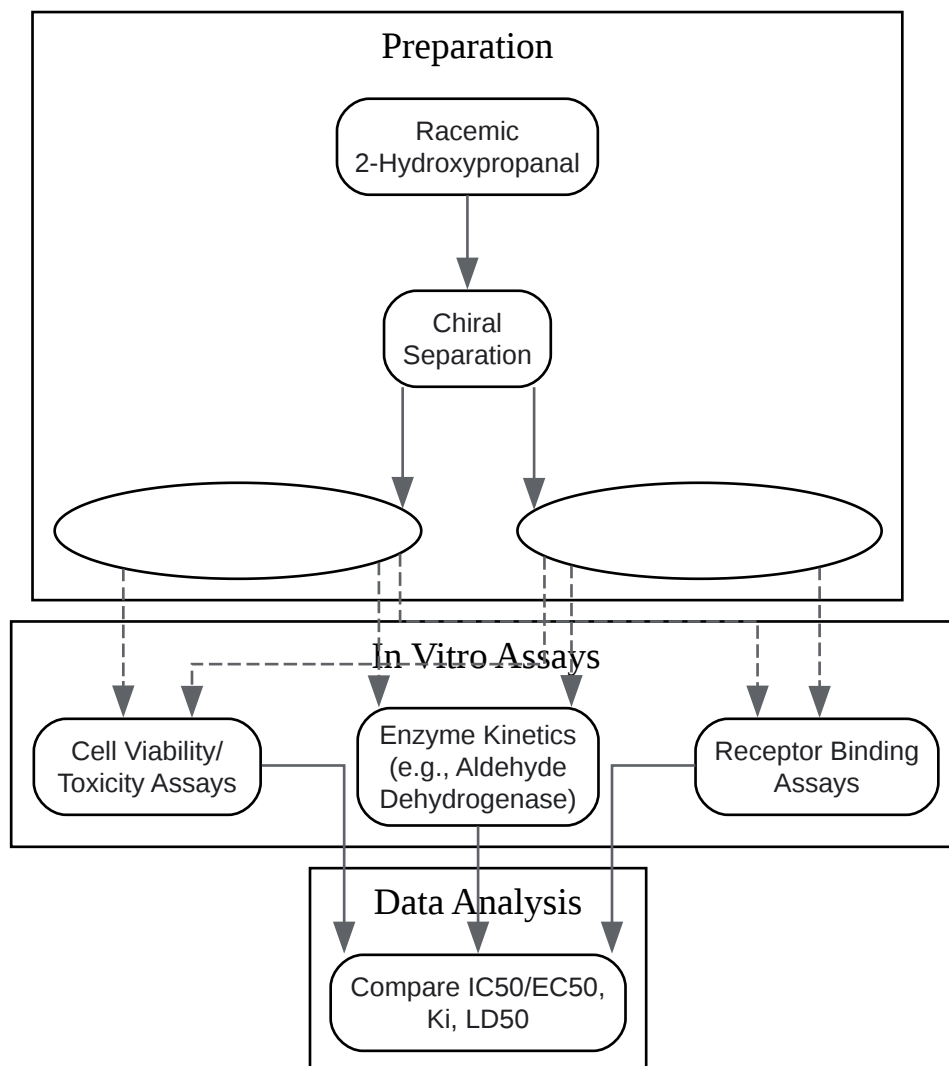 Preparation
Racemic
2-Hydroxypropanal
Chiral
Separation
In Vitro Assays
Cell Viability/
Toxicity Assays
Enzyme Kinetics
(e.g., Aldehyde
Dehydrogenase)
Receptor Binding
Assays
Data Analysis
Compare IC50/EC50,
Ki, LD50